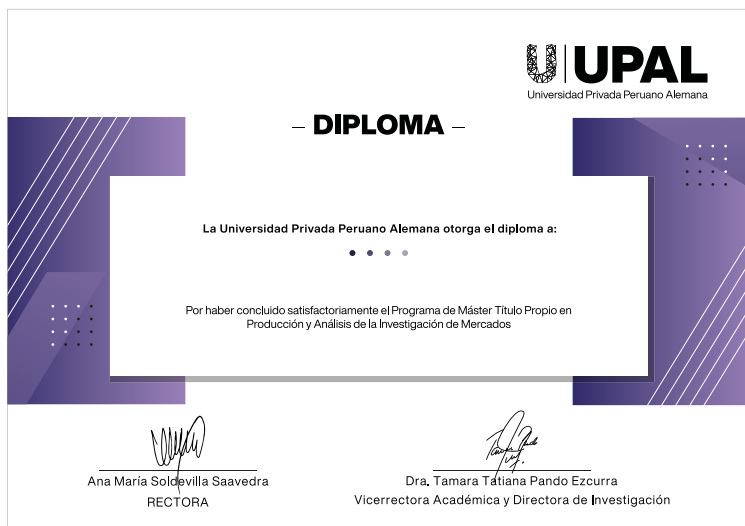 UPAL
Universidad Privada Peruano Alemana
– DIPLOMA –
La Universidad Privada Peruano Alemana otorga el diploma a:
Por haber concluido satisfactoriamente el Programa de Máster Título Propio en
Producción y Análisis de la Investigación de Mercados
Ana María Soldevilla Saavedra
RECTORA
Dra. Tamara Tatiana Pando Ezcurra
Vicerrectora Académica y Directora de Investigación